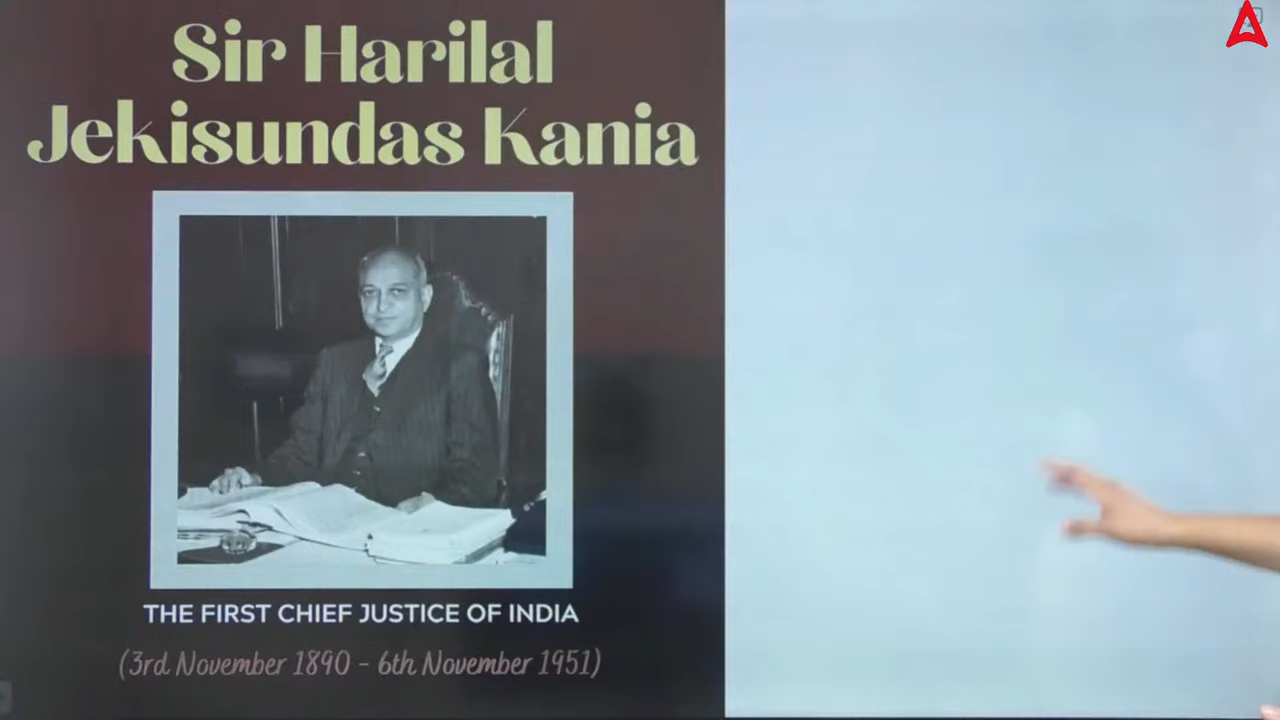 Sir Harilal
Jekisundas Kania
THE FIRST CHIEF JUSTICE OF INDIA
(3rd November 1890 - 6th November 1951)